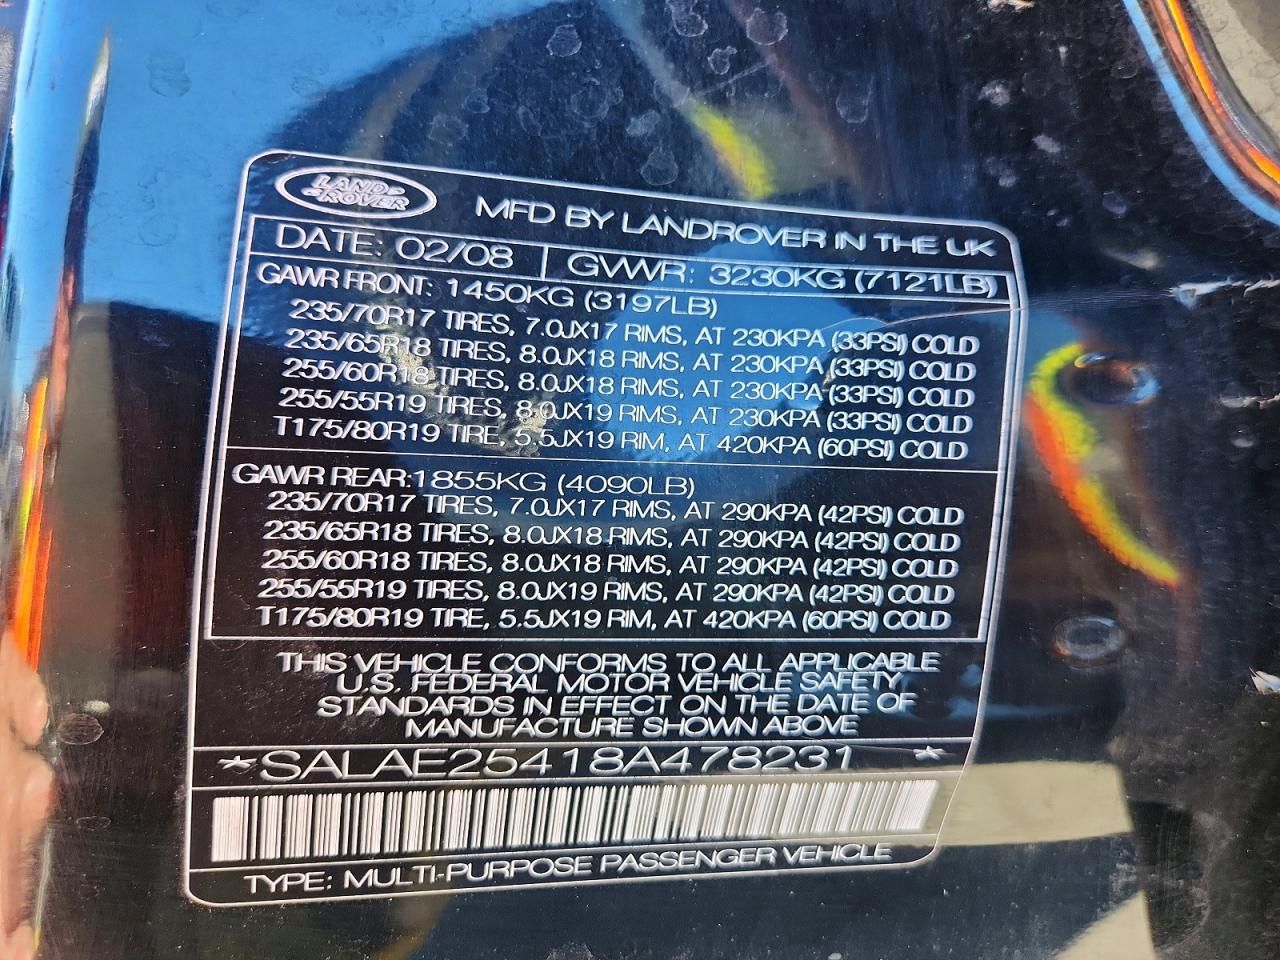 LAND ROVER
MFD BY LANDROVER IN THE UK
DATE: 02/08 GVWR: 3230KG (7121LB)
GAWR FRONT: 1450KG (3197LB)
235/70R17 TIRES, 7.0JX17 RIMS, AT 230KPA (33PSI) COLD
235/65R18 TIRES, 8.0JX18 RIMS, AT 230KPA (33PSI) COLD
255/60R18 TIRES, 8.0JX18 RIMS, AT 230KPA (33PSI) COLD
255/55R19 TIRES, 8.0JX19 RIMS, AT 230KPA (33PSI) COLD
T175/80R19 TIRE, 5.5JX19 RIM, AT 420KPA (60PSI) COLD
GAWR REAR: 1855KG (4090LB)
235/70R17 TIRES, 7.0JX17 RIMS, AT 290KPA (42PSI) COLD
235/65R18 TIRES, 8.0JX18 RIMS, AT 290KPA (42PSI) COLD
255/60R18 TIRES, 8.0JX18 RIMS, AT 290KPA (42PSI) COLD
255/55R19 TIRES, 8.0JX19 RIMS, AT 290KPA (42PSI) COLD
T175/80R19 TIRE, 5.5JX19 RIM, AT 420KPA (60PSI) COLD
THIS VEHICLE CONFORMS TO ALL APPLICABLE
U.S. FEDERAL MOTOR VEHICLE SAFETY
STANDARDS IN EFFECT ON THE DATE OF
MANUFACTURE SHOWN ABOVE
*SALAE25418A478231 *
TYPE: MULTI-PURPOSE PASSENGER VEHICLE